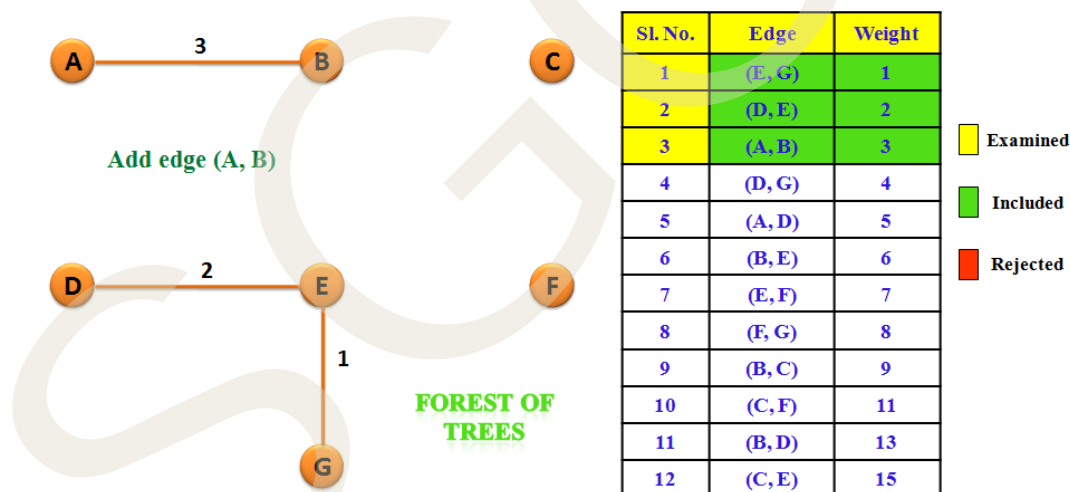 A 3 B C
Add edge (A, B)
D 2 E F
1
FOREST OF
TREES
G
Sl. No. Edge Weight
1 (E, G) 1
2 (D, E) 2
3 (A, B) 3
4 (D, G) 4
5 (A, D) 5
6 (B, E) 6
7 (E, F) 7
8 (F, G) 8
9 (B, C) 9
10 (C, F) 11
11 (B, D) 13
12 (C, E) 15
Examined
Included
Rejected